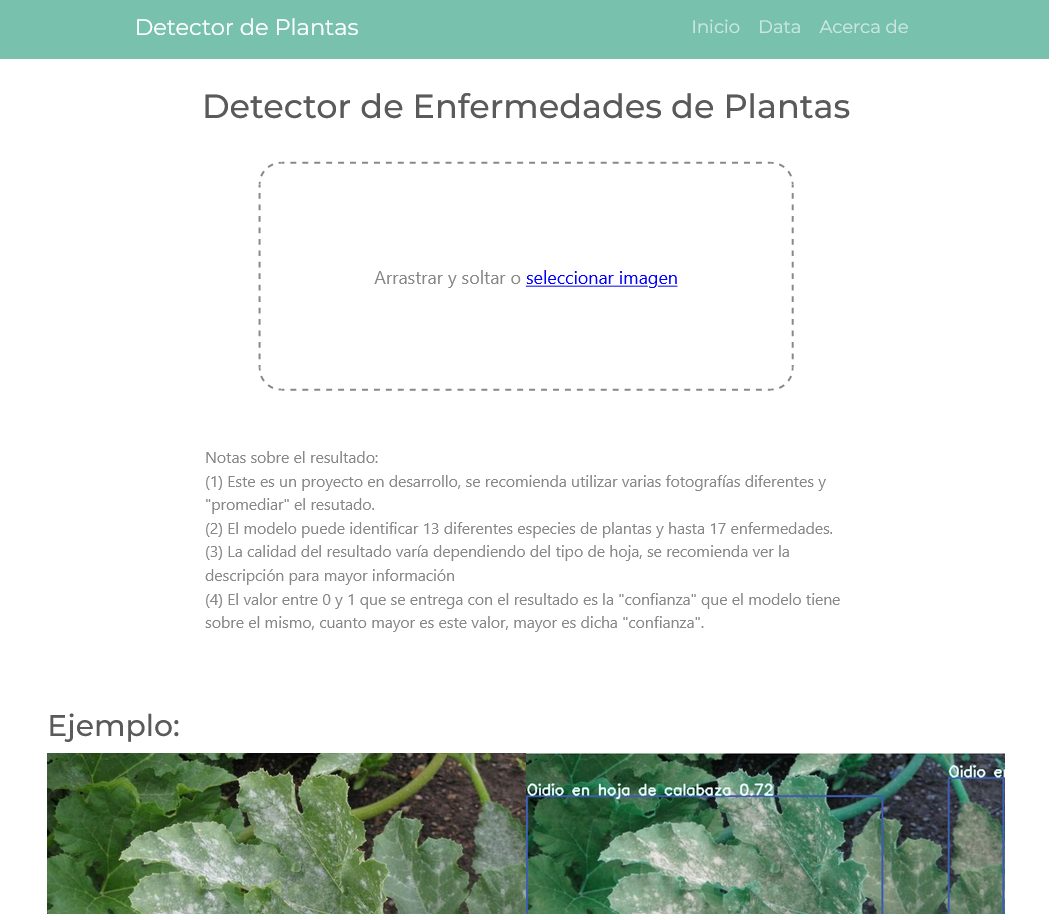 Detector de Plantas
Inicio Data Acerca de
Detector de Enfermedades de Plantas
Arrastrar y soltar o seleccionar imagen
Notas sobre el resultado:
(1) Este es un proyecto en desarrollo, se recomienda utilizar varias fotografías diferentes y
"promediar" el resutado.
(2) El modelo puede identificar 13 diferentes especies de plantas y hasta 17 enfermedades.
(3) La calidad del resultado varía dependiendo del tipo de hoja, se recomienda ver la
descripción para mayor información
(4) El valor entre 0 y 1 que se entrega con el resultado es la "confianza" que el modelo tiene
sobre el mismo, cuanto mayor es este valor, mayor es dicha "confianza".
Ejemplo:
Oidio en hoja de calabaza 0.72
Oidio